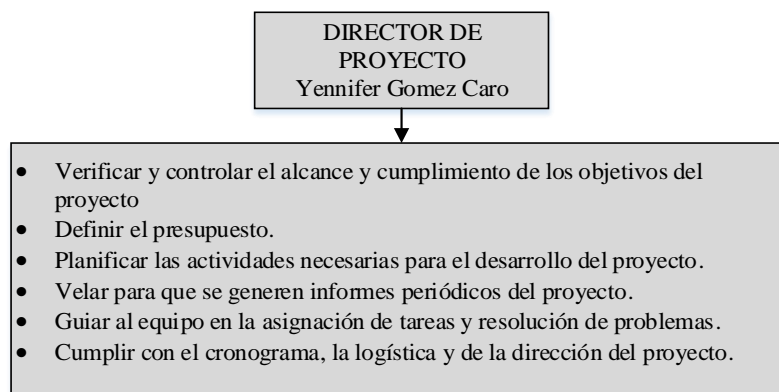 DIRECTOR DE
PROYECTO
Yennifer Gomez Caro
• Verificar y controlar el alcance y cumplimiento de los objetivos del
proyecto
• Definir el presupuesto.
• Planificar las actividades necesarias para el desarrollo del proyecto.
• Velar para que se generen informes periódicos del proyecto.
• Guiar al equipo en la asignación de tareas y resolución de problemas.
• Cumplir con el cronograma, la logística y de la dirección del proyecto.